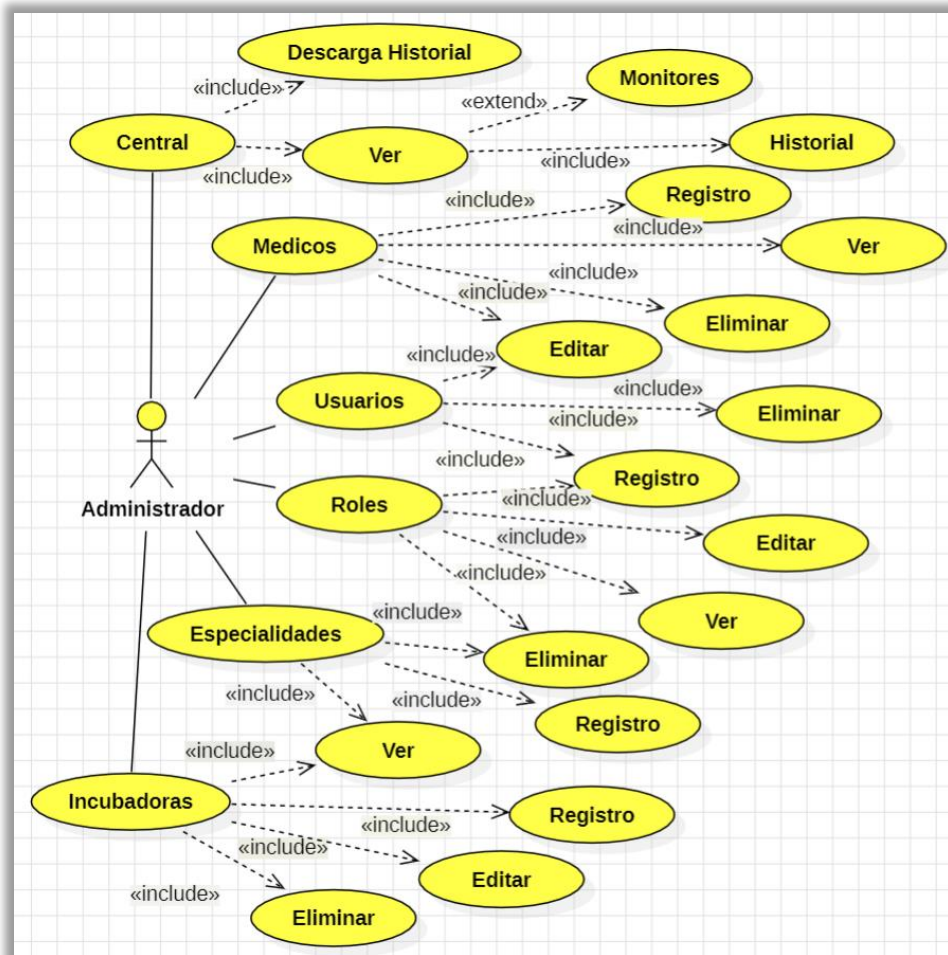 Descarga Historial
Monitores
«include»
«extend»
Central
Ver
Historial
«include»
«include»
Registro
«include»
«include»
Medicos
Ver
«include»
«include»
Eliminar
Editar
«include»
Usuarios
«include»
Eliminar
«include»
«include»
Registro
Roles
«include»
Administrador
Editar
«include»
«include»
Ver
«include»
Especialidades
Eliminar
«include»
«include»
Registro
«include»
Ver
Incubadoras
Registro
«include»
«include»
Editar
«include»
Eliminar